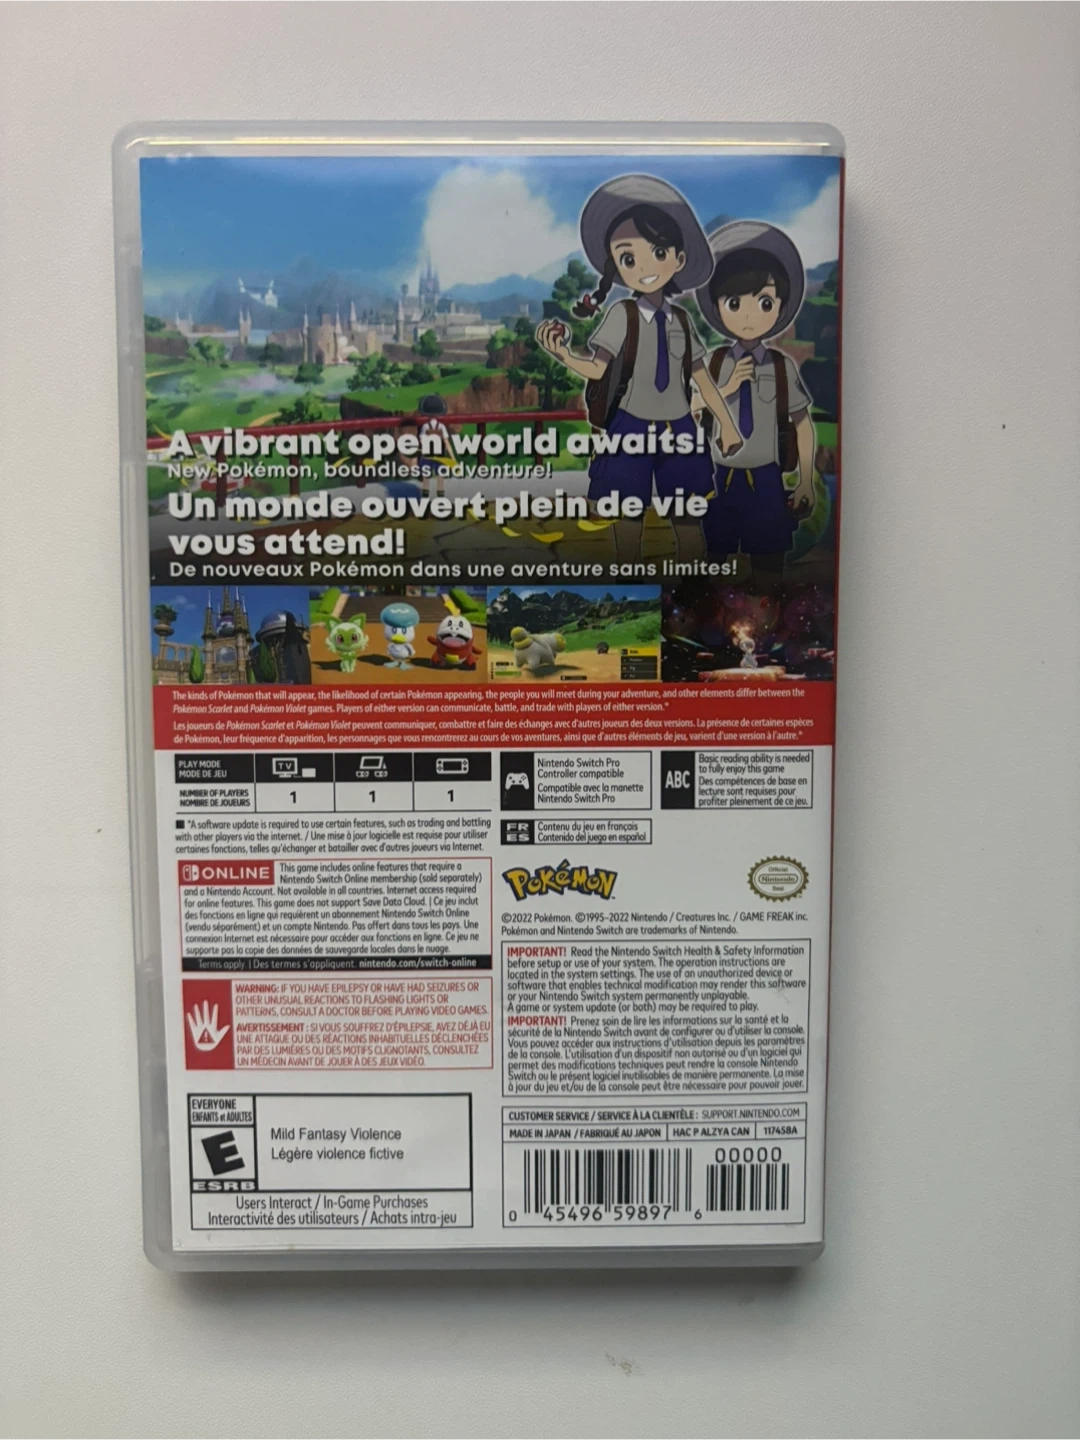 A vibrant open world awaits!
New Pokémon, boundless adventure!
Un monde ouvert plein de vie
vous attend!
De nouveaux Pokémon dans une aventure sans limites!
The kinds of Pokémon that will appear, the likelihood of certain Pokémon appearing, the people you will meet during your adventure, and other elements differ between the
Pokémon Scarlet and Pokémon Violet games. Players of either version can communicate, battle, and trade with players of either version.*
Les joueurs de Pokémon Scarlet et Pokémon Violet peuvent communiquer, combattre et faire des échanges avec d'autres joueurs des deux versions. La présence de certaines espèces
de Pokémon, leur fréquence d'apparition, les personnages que vous rencontrerez au cours de vos aventures, ainsi que d'autres éléments de jeu, varient d'une version à l'autre.*
PLAY MODE
MODE DE JEU
TV
NUMBER OF PLAYERS
NOMBRE DE JOUEURS
1
1
1
*A software update is required to use certain features, such as trading and battling
with other players via the internet. / Une mise à jour logicielle est requise pour utiliser
certaines fonctions, telles qu'échanger et batailler avec d'autres joueurs via Internet.
ONLINE
This game includes online features that require a
Nintendo Switch Online membership (sold separately)
and a Nintendo Account. Not available in all countries. Internet access required
for online features. This game does not support Save Data Cloud. | Ce jeu inclut
des fonctions en ligne qui requièrent un abonnement Nintendo Switch Online
(vendu séparément) et un compte Nintendo. Pas offert dans tous les pays. Une
connexion Internet est nécessaire pour accéder aux fonctions en ligne. Ce jeu ne
supporte pas la copie des données de sauvegarde locales dans le nuage.
Terms apply. | Des termes s'appliquent. nintendo.com/switch-online
WARNING: IF YOU HAVE EPILEPSY OR HAVE HAD SEIZURES OR
OTHER UNUSUAL REACTIONS TO FLASHING LIGHTS OR
PATTERNS, CONSULT A DOCTOR BEFORE PLAYING VIDEO GAMES.
AVERTISSEMENT : SI VOUS SOUFFREZ D'ÉPILEPSIE, AVEZ DÉJÀ EU
UNE ATTAQUE OU DES RÉACTIONS INHABITUELLES DÉCLENCHÉES
PAR DES LUMIÈRES OU DES MOTIFS CLIGNOTANTS, CONSULTEZ
UN MÉDECIN AVANT DE JOUER À DES JEUX VIDÉO.
EVERYONE
ENFANTS et ADULTES
E
ESRB
Mild Fantasy Violence
Légère violence fictive
Users Interact / In-Game Purchases
Interactivité des utilisateurs / Achats intra-jeu
Nintendo Switch Pro
Controller compatible
Compatible avec la manette
Nintendo Switch Pro
ABC
Basic reading ability is needed
to fully enjoy this game
Des compétences de base en
lecture sont requises pour
profiter pleinement de ce jeu.
FR
ES
Contenu du jeu en français
Contenido del juego en español
POKéMON
Official
Nintendo
Seal
©2022 Pokémon. ©1995–2022 Nintendo / Creatures Inc. / GAME FREAK inc.
Pokémon and Nintendo Switch are trademarks of Nintendo.
IMPORTANT! Read the Nintendo Switch Health & Safety Information
before setup or use of your system. The operation instructions are
located in the system settings. The use of an unauthorized device or
software that enables technical modification may render this software
or your Nintendo Switch system permanently unplayable.
A game or system update (or both) may be required to play.
IMPORTANT! Prenez soin de lire les informations sur la santé et la
sécurité de la Nintendo Switch avant de configurer ou d'utiliser la console.
Vous pouvez accéder aux instructions d'utilisation depuis les paramètres
de la console. L'utilisation d'un dispositif non autorisé ou d'un logiciel qui
permet des modifications techniques peut rendre la console Nintendo
Switch ou le présent logiciel inutilisables de manière permanente. La mise
à jour du jeu et/ou de la console peut être nécessaire pour pouvoir jouer.
CUSTOMER SERVICE / SERVICE À LA CLIENTÈLE : SUPPORT.NINTENDO.COM
MADE IN JAPAN / FABRIQUÉ AU JAPON HAC P ALZYA CAN 117458A
00000
0 45496 59897 6